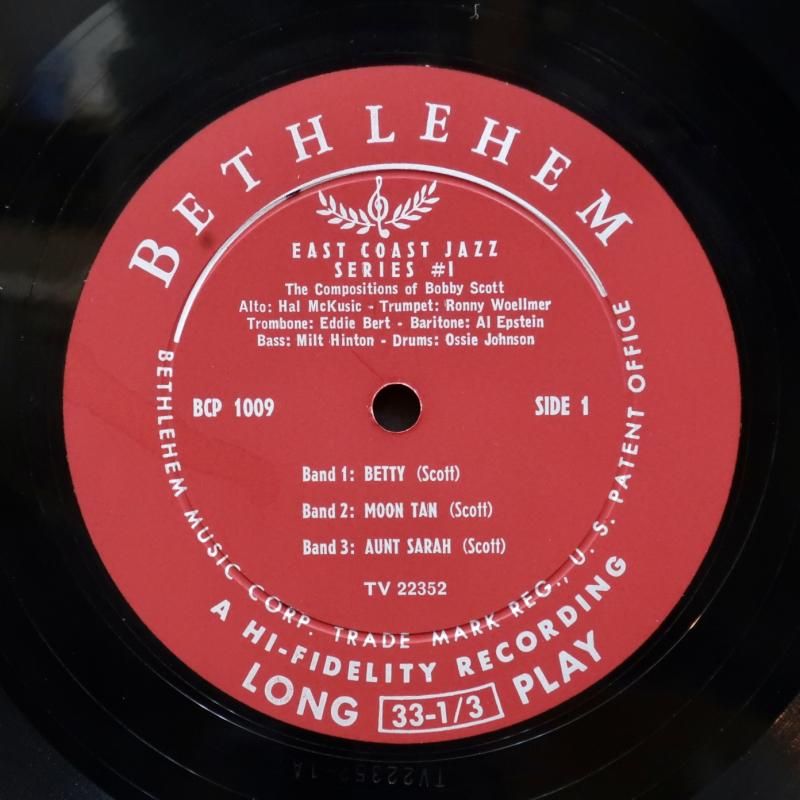 BETHLEHEM
EAST COAST JAZZ
SERIES #1
The Compositions of Bobby Scott
Alto: Hal McKusic - Trumpet: Ronny Woellmer
Trombone: Eddie Bert - Baritone: Al Epstein
Bass: Milt Hinton - Drums: Ossie Johnson
BCP 1009
SIDE 1
Band 1: BETTY (Scott)
Band 2: MOON TAN (Scott)
Band 3: AUNT SARAH (Scott)
TV 22352
BETHLEHEM MUSIC CORP. TRADE MARK REG., U. S. PATENT OFFICE
A HI-FIDELITY RECORDING
LONG 33-1/3 PLAY
TV22352-1A